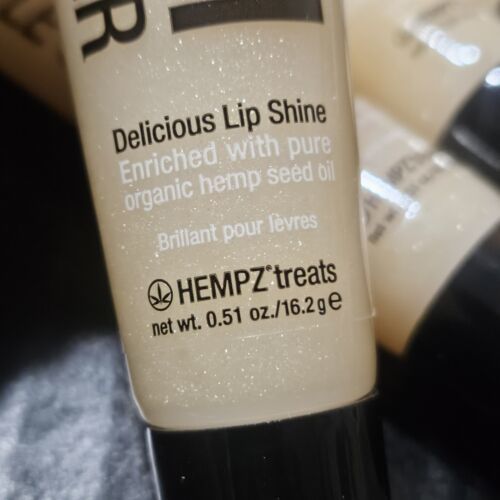 Delicious Lip Shine
Enriched with pure
organic hemp seed oil
Brillant pour lèvres
HEMPZ® treats
net wt. 0.51 oz./16.2 g e